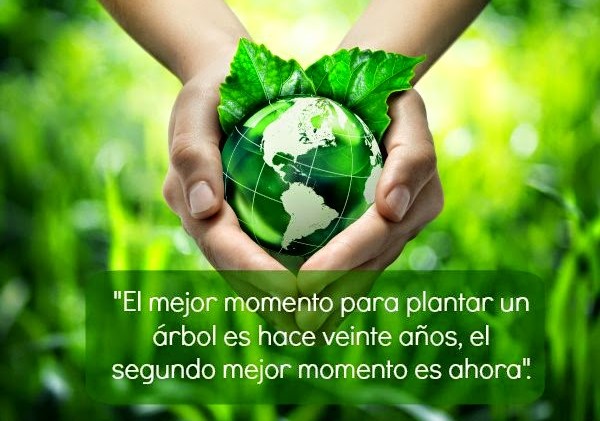 "El mejor momento para plantar un
árbol es hace veinte años, el
segundo mejor momento es ahora".